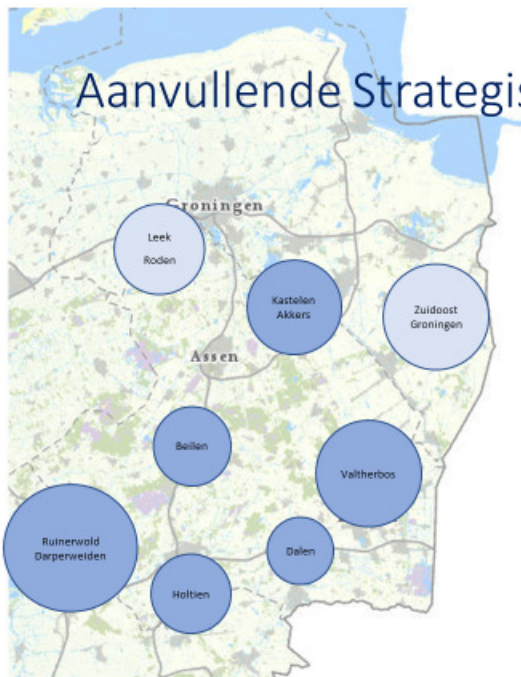 Aanvullende Strategis
Groningen
Leek
Roden
Kastelen
Akkers
Zuidoost
Groningen
Assen
Beilen
Valtherbos
Ruinerwold
Darperweiden
Dalen
Holtien